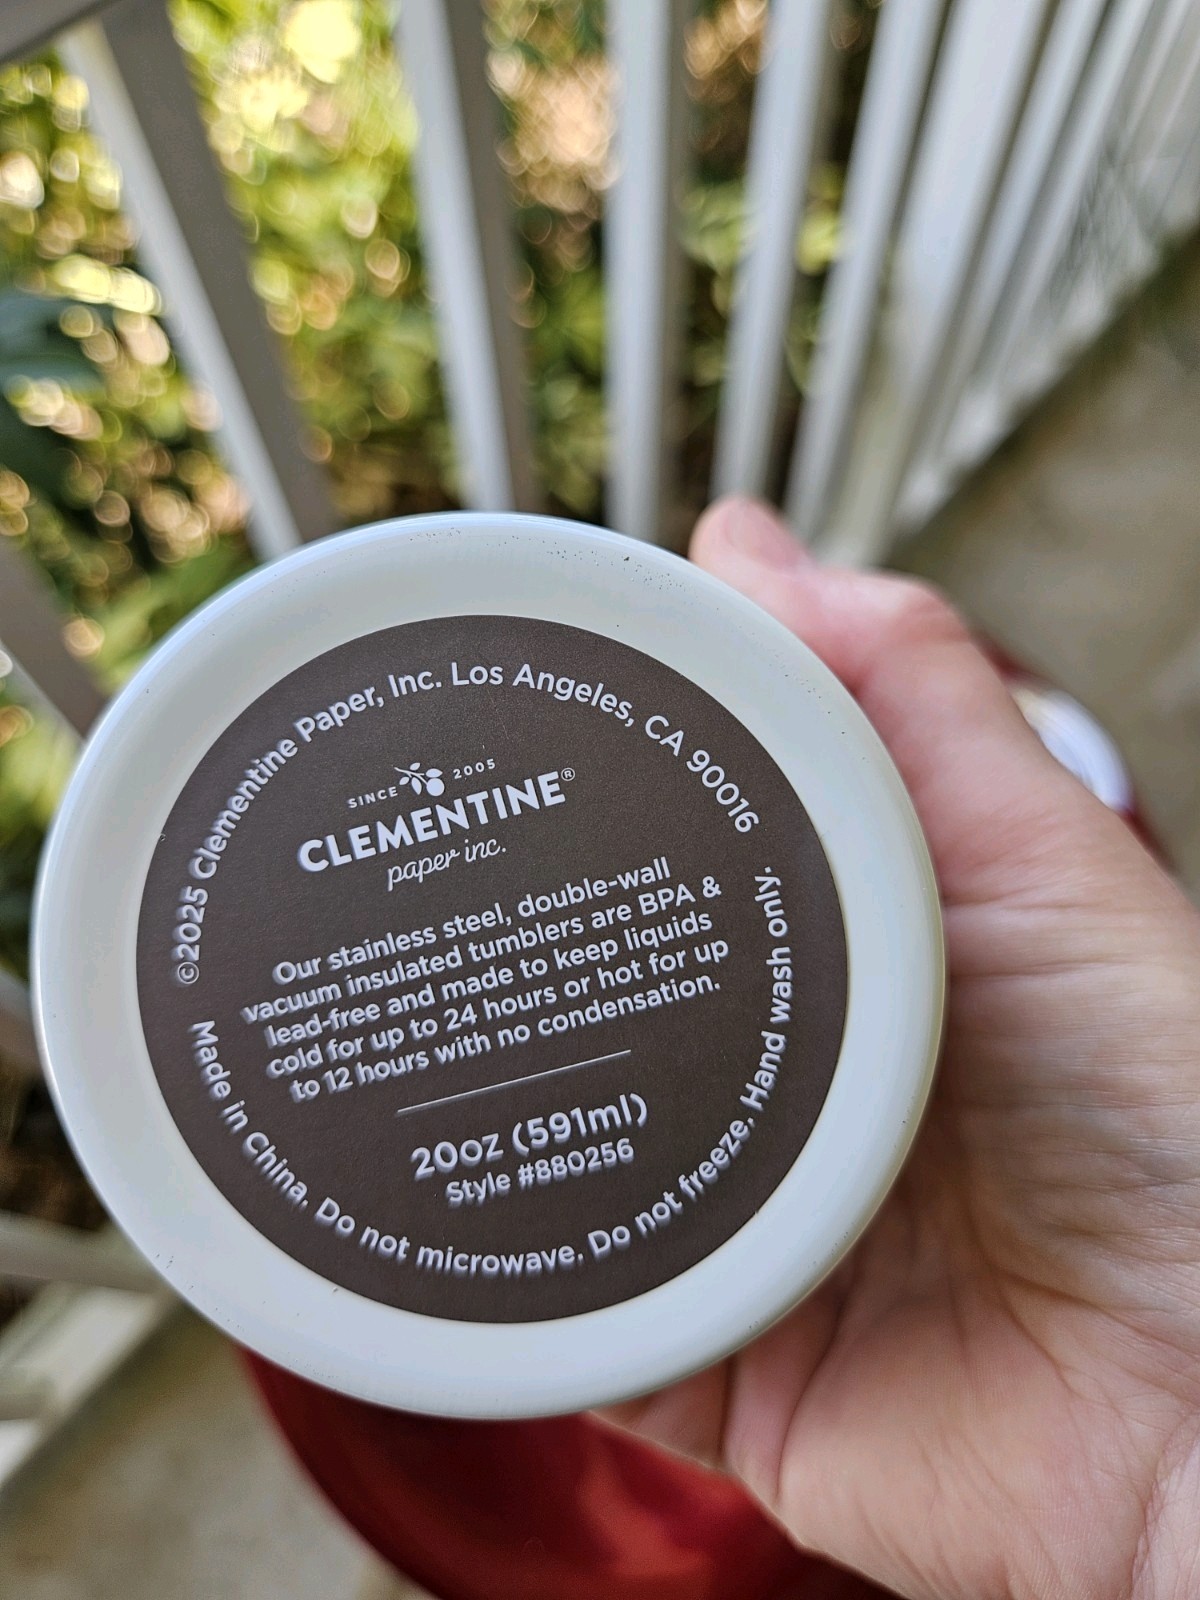 ©2025 Clementine Paper, Inc. Los Angeles, CA 90016
SINCE 2005
CLEMENTINE®
paper inc.
Our stainless steel, double-wall
vacuum insulated tumblers are BPA &
lead-free and made to keep liquids
cold for up to 24 hours or hot for up
to 12 hours with no condensation.
20oz (591ml)
Style #880256
Made in China. Do not microwave. Do not freeze. Hand wash only.